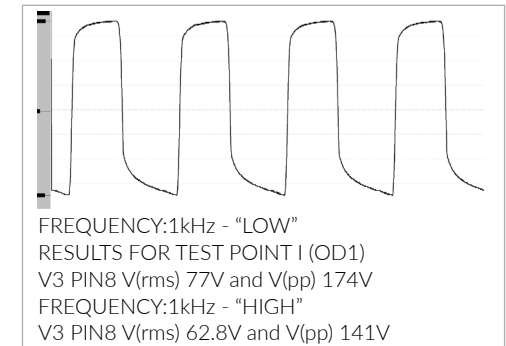 FREQUENCY:1kHz - “LOW”
RESULTS FOR TEST POINT I (OD1)
V3 PIN8 V(rms) 77V and V(pp) 174V
FREQUENCY:1kHz - “HIGH”
V3 PIN8 V(rms) 62.8V and V(pp) 141V